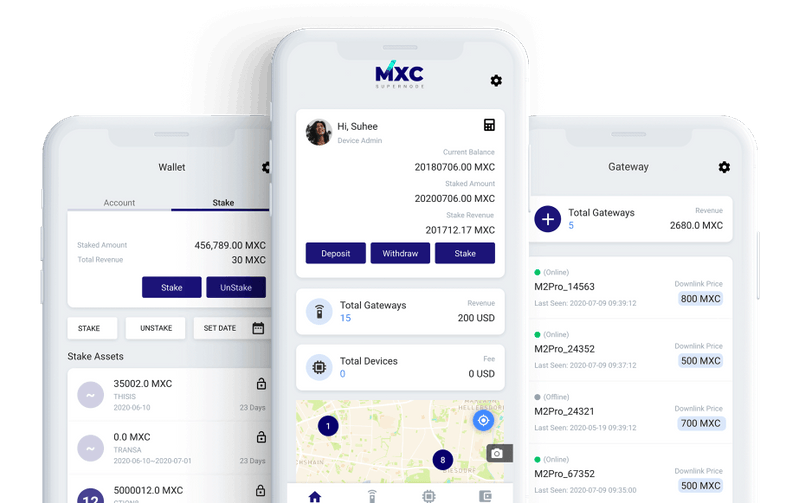 Wallet
Account
Stake
Staked Amount
456,789.00 MXC
Total Revenue
30 MXC
Stake
UnStake
STAKE
UNSTAKE
SET DATE
Stake Assets
35002.0 MXC
THISIS
2020-06-10
23 Days
0.0 MXC
TRANSA
2020-06-10~2020-07-01
23 Days
12
5000012.0 MXC
MXC
SUPERNODE
Hi, Suhee
Device Admin
Current Balance
20180706.00 MXC
Staked Amount
20200706.00 MXC
Stake Revenue
201712.17 MXC
Deposit
Withdraw
Stake
Total Gateways
15
Revenue
200 USD
Total Devices
0
Fee
0 USD
1
8
Gateway
Total Gateways
5
Revenue
2680.0 MXC
(Online)
M2Pro_14563
Last Seen: 2020-07-09 09:39:12
Downlink Price
800 MXC
(Online)
M2Pro_24352
Last Seen: 2020-07-09 09:37:12
Downlink Price
500 MXC
(Offline)
M2Pro_24321
Last Seen: 2020-05-19 09:39:12
Downlink Price
700 MXC
(Online)
M2Pro_67352
Last Seen: 2020-07-09 09:35:00
Downlink Price
500 MXC